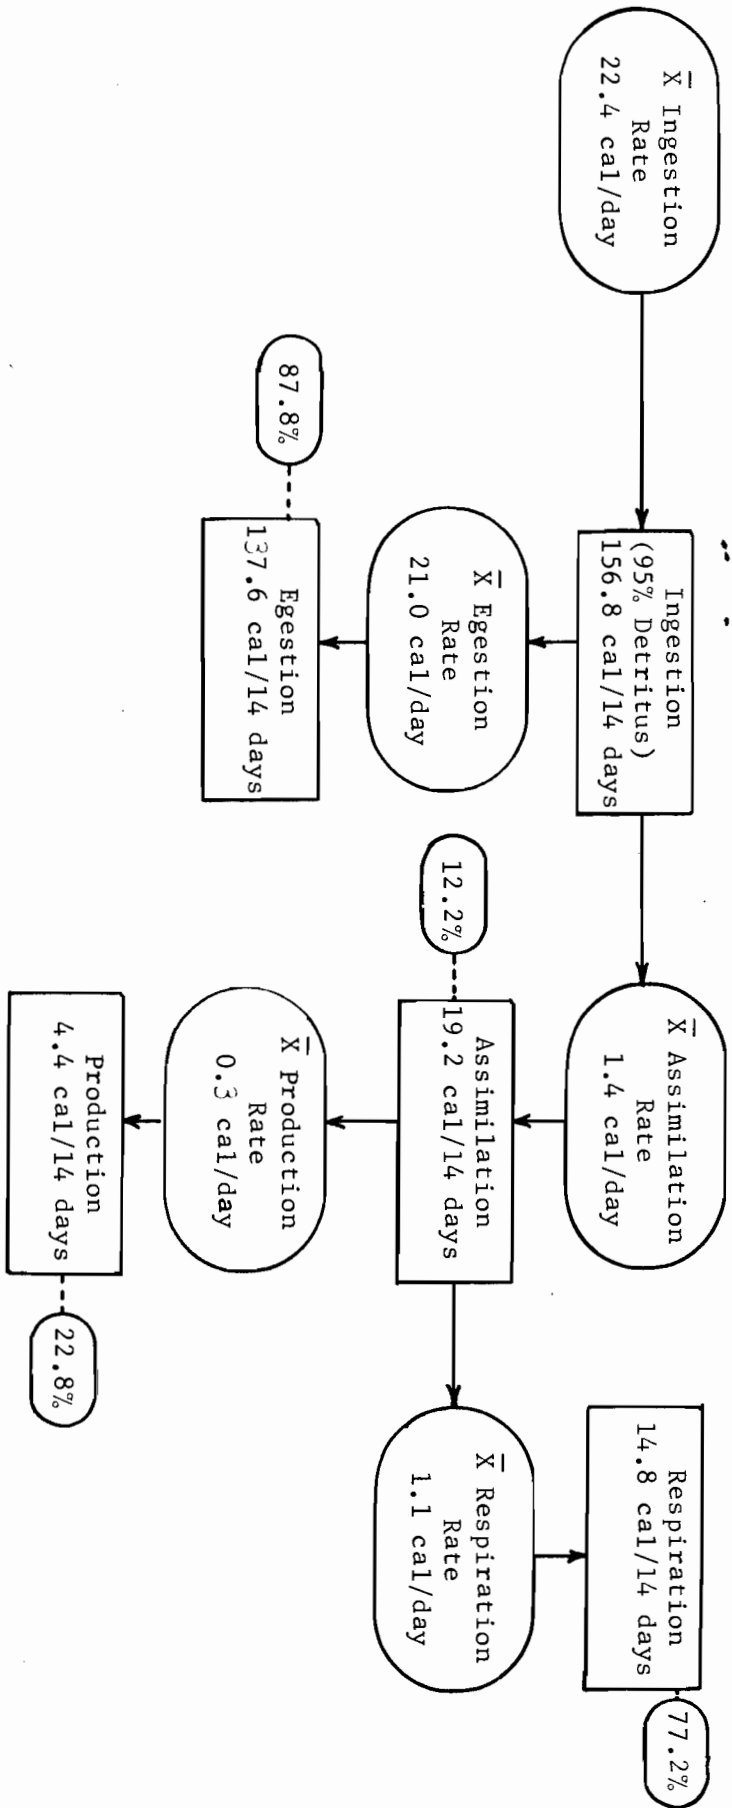 X̄ Ingestion
Rate
22.4 cal/day
Ingestion
(95% Detritus)
156.8 cal/14 days
X̄ Egestion
Rate
21.0 cal/day
Egestion
137.6 cal/14 days
87.8%
X̄ Assimilation
Rate
1.4 cal/day
Assimilation
19.2 cal/14 days
12.2%
X̄ Production
Rate
0.3 cal/day
Production
4.4 cal/14 days
22.8%
X̄ Respiration
Rate
1.1 cal/day
Respiration
14.8 cal/14 days
77.2%